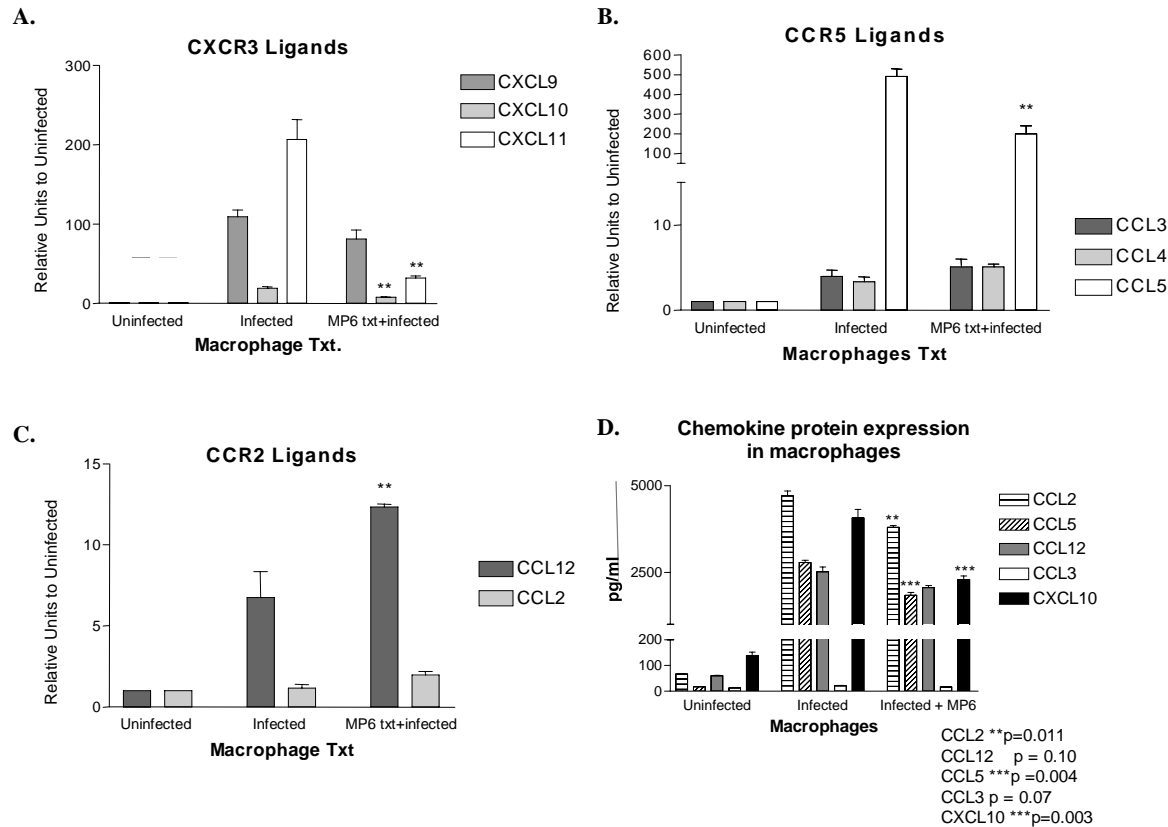 A.
CXCR3 Ligands
Relative Units to Uninfected
300
200
100
0
**
**
Uninfected
Infected
MP6 txt+infected
Macrophage Txt.
CXCL9
CXCL10
CXCL11
B.
CCR5 Ligands
Relative Units to Uninfected
600
500
400
300
200
100
10
0
**
Uninfected
Infected
MP6 txt+infected
Macrophages Txt
CCL3
CCL4
CCL5
C.
CCR2 Ligands
Relative Units to Uninfected
15
10
5
0
**
Uninfected
Infected
MP6 txt+infected
Macrophage Txt
CCL12
CCL2
D.
Chemokine protein expression
in macrophages
pg/ml
5000
2500
200
100
0
**
***
***
Uninfected
Infected
Infected + MP6
Macrophages
CCL2
CCL5
CCL12
CCL3
CXCL10
CCL2 **p=0.011
CCL12 p = 0.10
CCL5 ***p =0.004
CCL3 p = 0.07
CXCL10 ***p=0.003